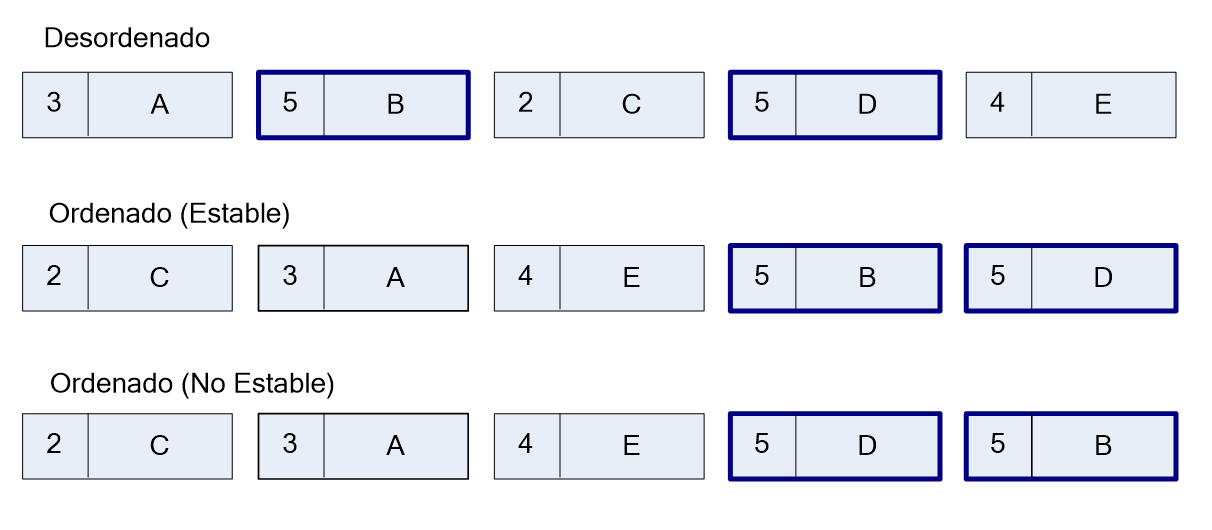 Desordenado
3 A 5 B 2 C 5 D 4 E
Ordenado (Estable)
2 C 3 A 4 E 5 B 5 D
Ordenado (No Estable)
2 C 3 A 4 E 5 D 5 B